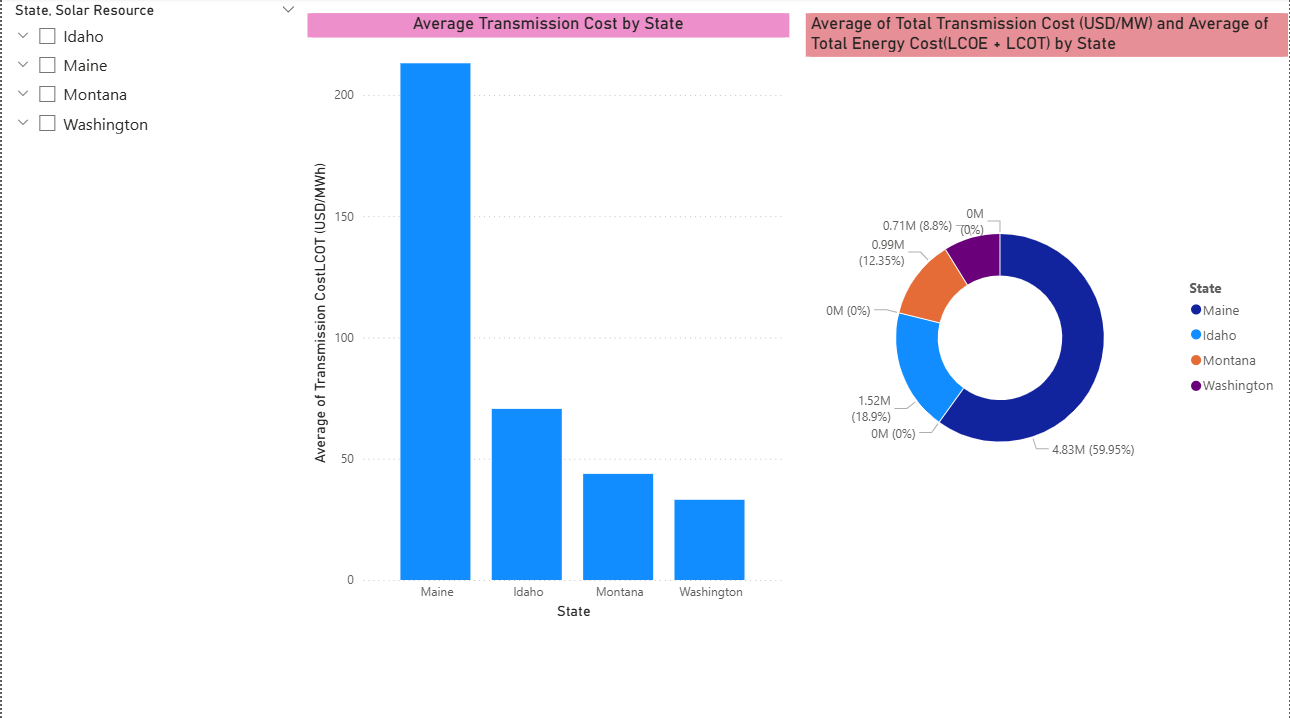 State, Solar Resource
Idaho
Maine
Montana
Washington
Average Transmission Cost by State
Average of Transmission CostLCOT (USD/MWh)
200
150
100
50
0
Maine
Idaho
Montana
Washington
State
Average of Total Transmission Cost (USD/MW) and Average of
Total Energy Cost(LCOE + LCOT) by State
0M
(0%)
0.71M (8.8%)
0.99M
(12.35%)
0M (0%)
1.52M
(18.9%)
0M (0%)
4.83M (59.95%)
State
Maine
Idaho
Montana
Washington